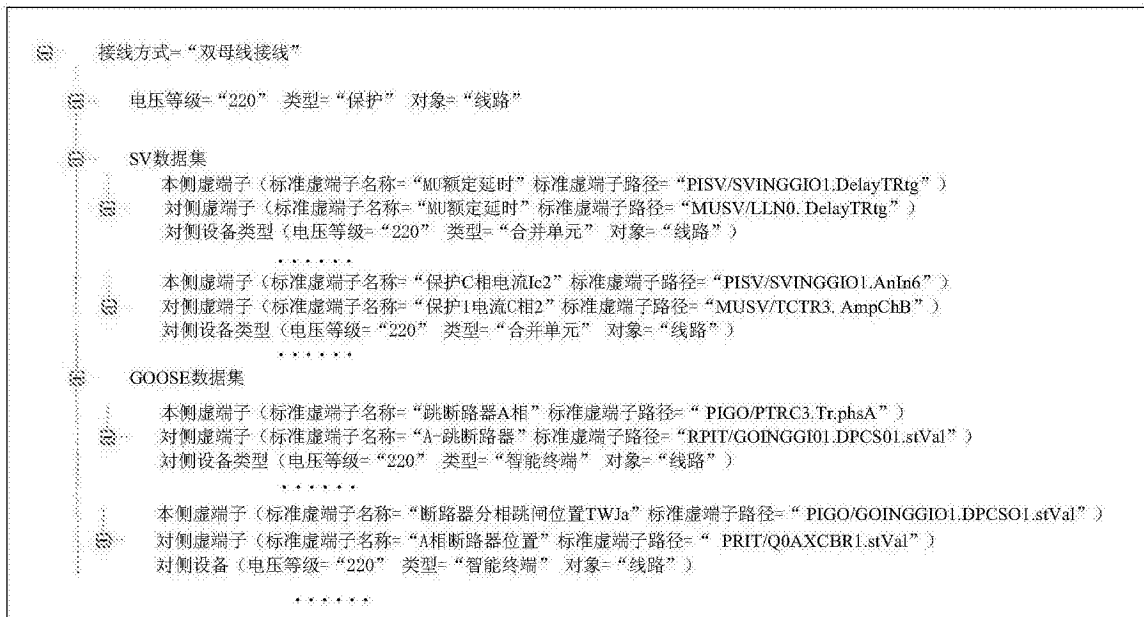 接线方式=“双母线接线”
电压等级=“220” 类型=“保护” 对象=“线路”
SV数据集
本侧虚端子（标准虚端子名称=“MU额定延时” 标准虚端子路径=“PISV/SVINGGIO1.DelayTRtg”）
对侧虚端子（标准虚端子名称=“MU额定延时” 标准虚端子路径=“MUSV/LLN0. DelayTRtg”）
对侧设备类型（电压等级=“220” 类型=“合并单元” 对象=“线路”）
......
本侧虚端子（标准虚端子名称=“保护C相电流Ic2” 标准虚端子路径=“PISV/SVINGGIO1.AnIn6”）
对侧虚端子（标准虚端子名称=“保护1电流C相2” 标准虚端子路径=“MUSV/TCTR3. AmpChB”）
对侧设备类型（电压等级=“220” 类型=“合并单元” 对象=“线路”）
......
GOOSE数据集
本侧虚端子（标准虚端子名称=“跳断路器A相” 标准虚端子路径=“ PIGO/PTRC3.Tr.phsA”）
对侧虚端子（标准虚端子名称=“A-跳断路器” 标准虚端子路径=“RPIT/GOINGGI01.DPCS01.stVal”）
对侧设备类型（电压等级=“220” 类型=“智能终端” 对象=“线路”）
......
本侧虚端子（标准虚端子名称=“断路器分相跳闸位置TWJa” 标准虚端子路径=“ PIGO/GOINGGIO1.DPCSO1.stVal”）
对侧虚端子（标准虚端子名称=“A相断路器位置” 标准虚端子路径=“ PRIT/Q0AXCBR1.stVal”）
对侧设备（电压等级=“220” 类型=“智能终端” 对象=“线路”）
......